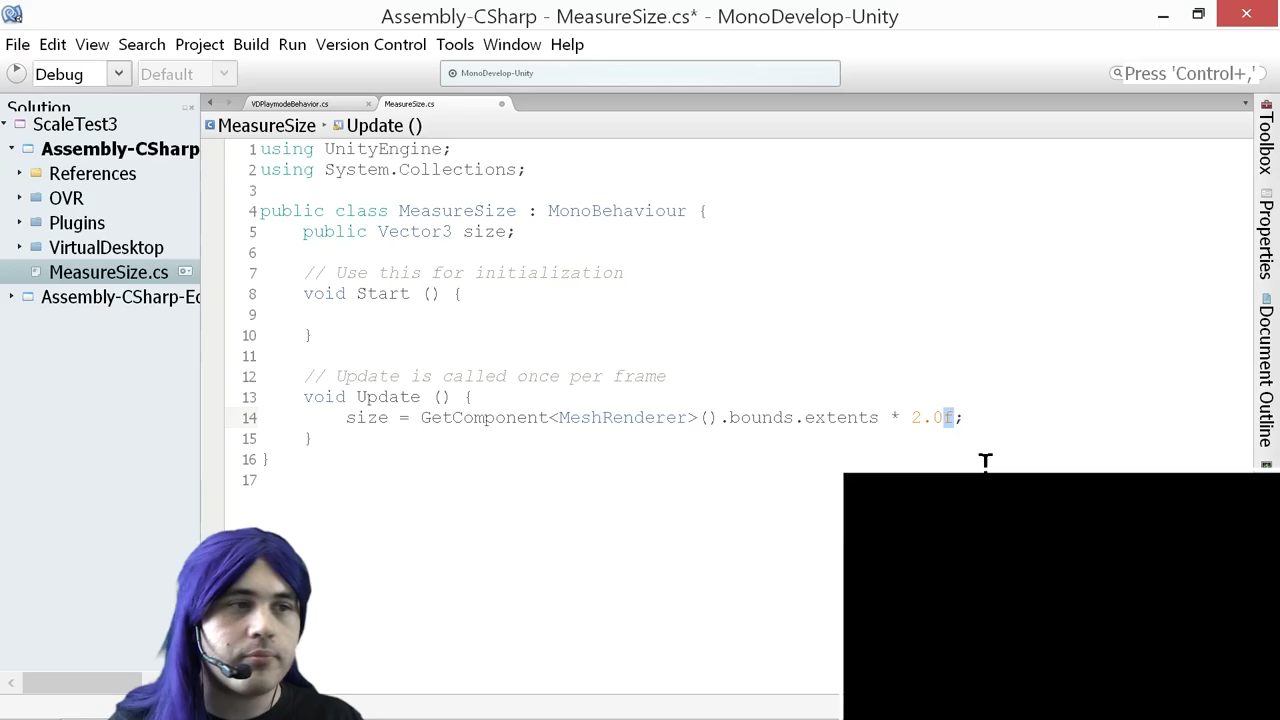 Assembly-CSharp - MeasureSize.cs* - MonoDevelop-Unity
File Edit View Search Project Build Run Version Control Tools Window Help
Debug Default MonoDevelop-Unity Press 'Control+,'
Solution
ScaleTest3
Assembly-CSharp
References
OVR
Plugins
VirtualDesktop
MeasureSize.cs
Assembly-CSharp-Ec
VDPlaymodeBehavior.cs MeasureSize.cs
MeasureSize Update ()
1 using UnityEngine;
2 using System.Collections;
3
4 public class MeasureSize : MonoBehaviour {
5 public Vector3 size;
6
7 // Use this for initialization
8 void Start () {
9
10 }
11
12 // Update is called once per frame
13 void Update () {
14 size = GetComponent<MeshRenderer>().bounds.extents * 2.0f;
15 }
16 }
17
Toolbox
Properties
Document Outline